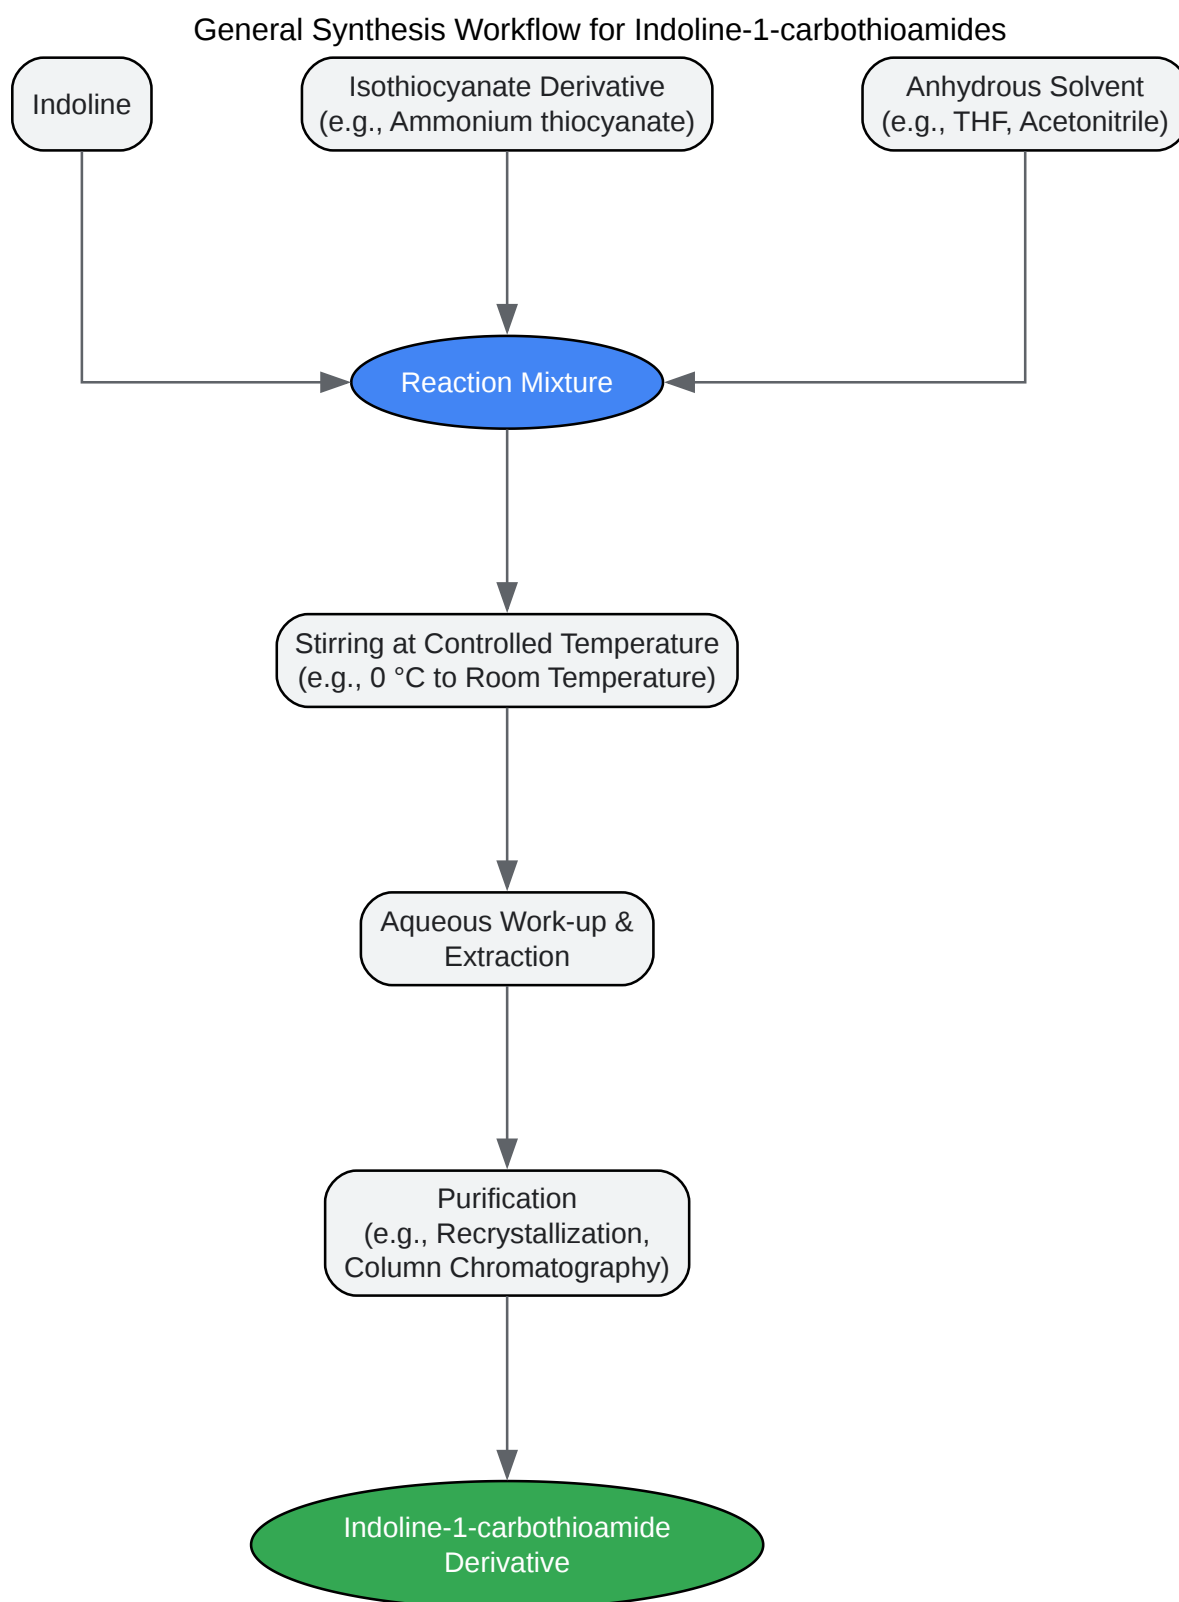 General Synthesis Workflow for Indoline-1-carbothioamides
Indoline
Isothiocyanate Derivative
(e.g., Ammonium thiocyanate)
Anhydrous Solvent
(e.g., THF, Acetonitrile)
Reaction Mixture
Stirring at Controlled Temperature
(e.g., 0 °C to Room Temperature)
Aqueous Work-up &
Extraction
Purification
(e.g., Recrystallization,
Column Chromatography)
Indoline-1-carbothioamide
Derivative